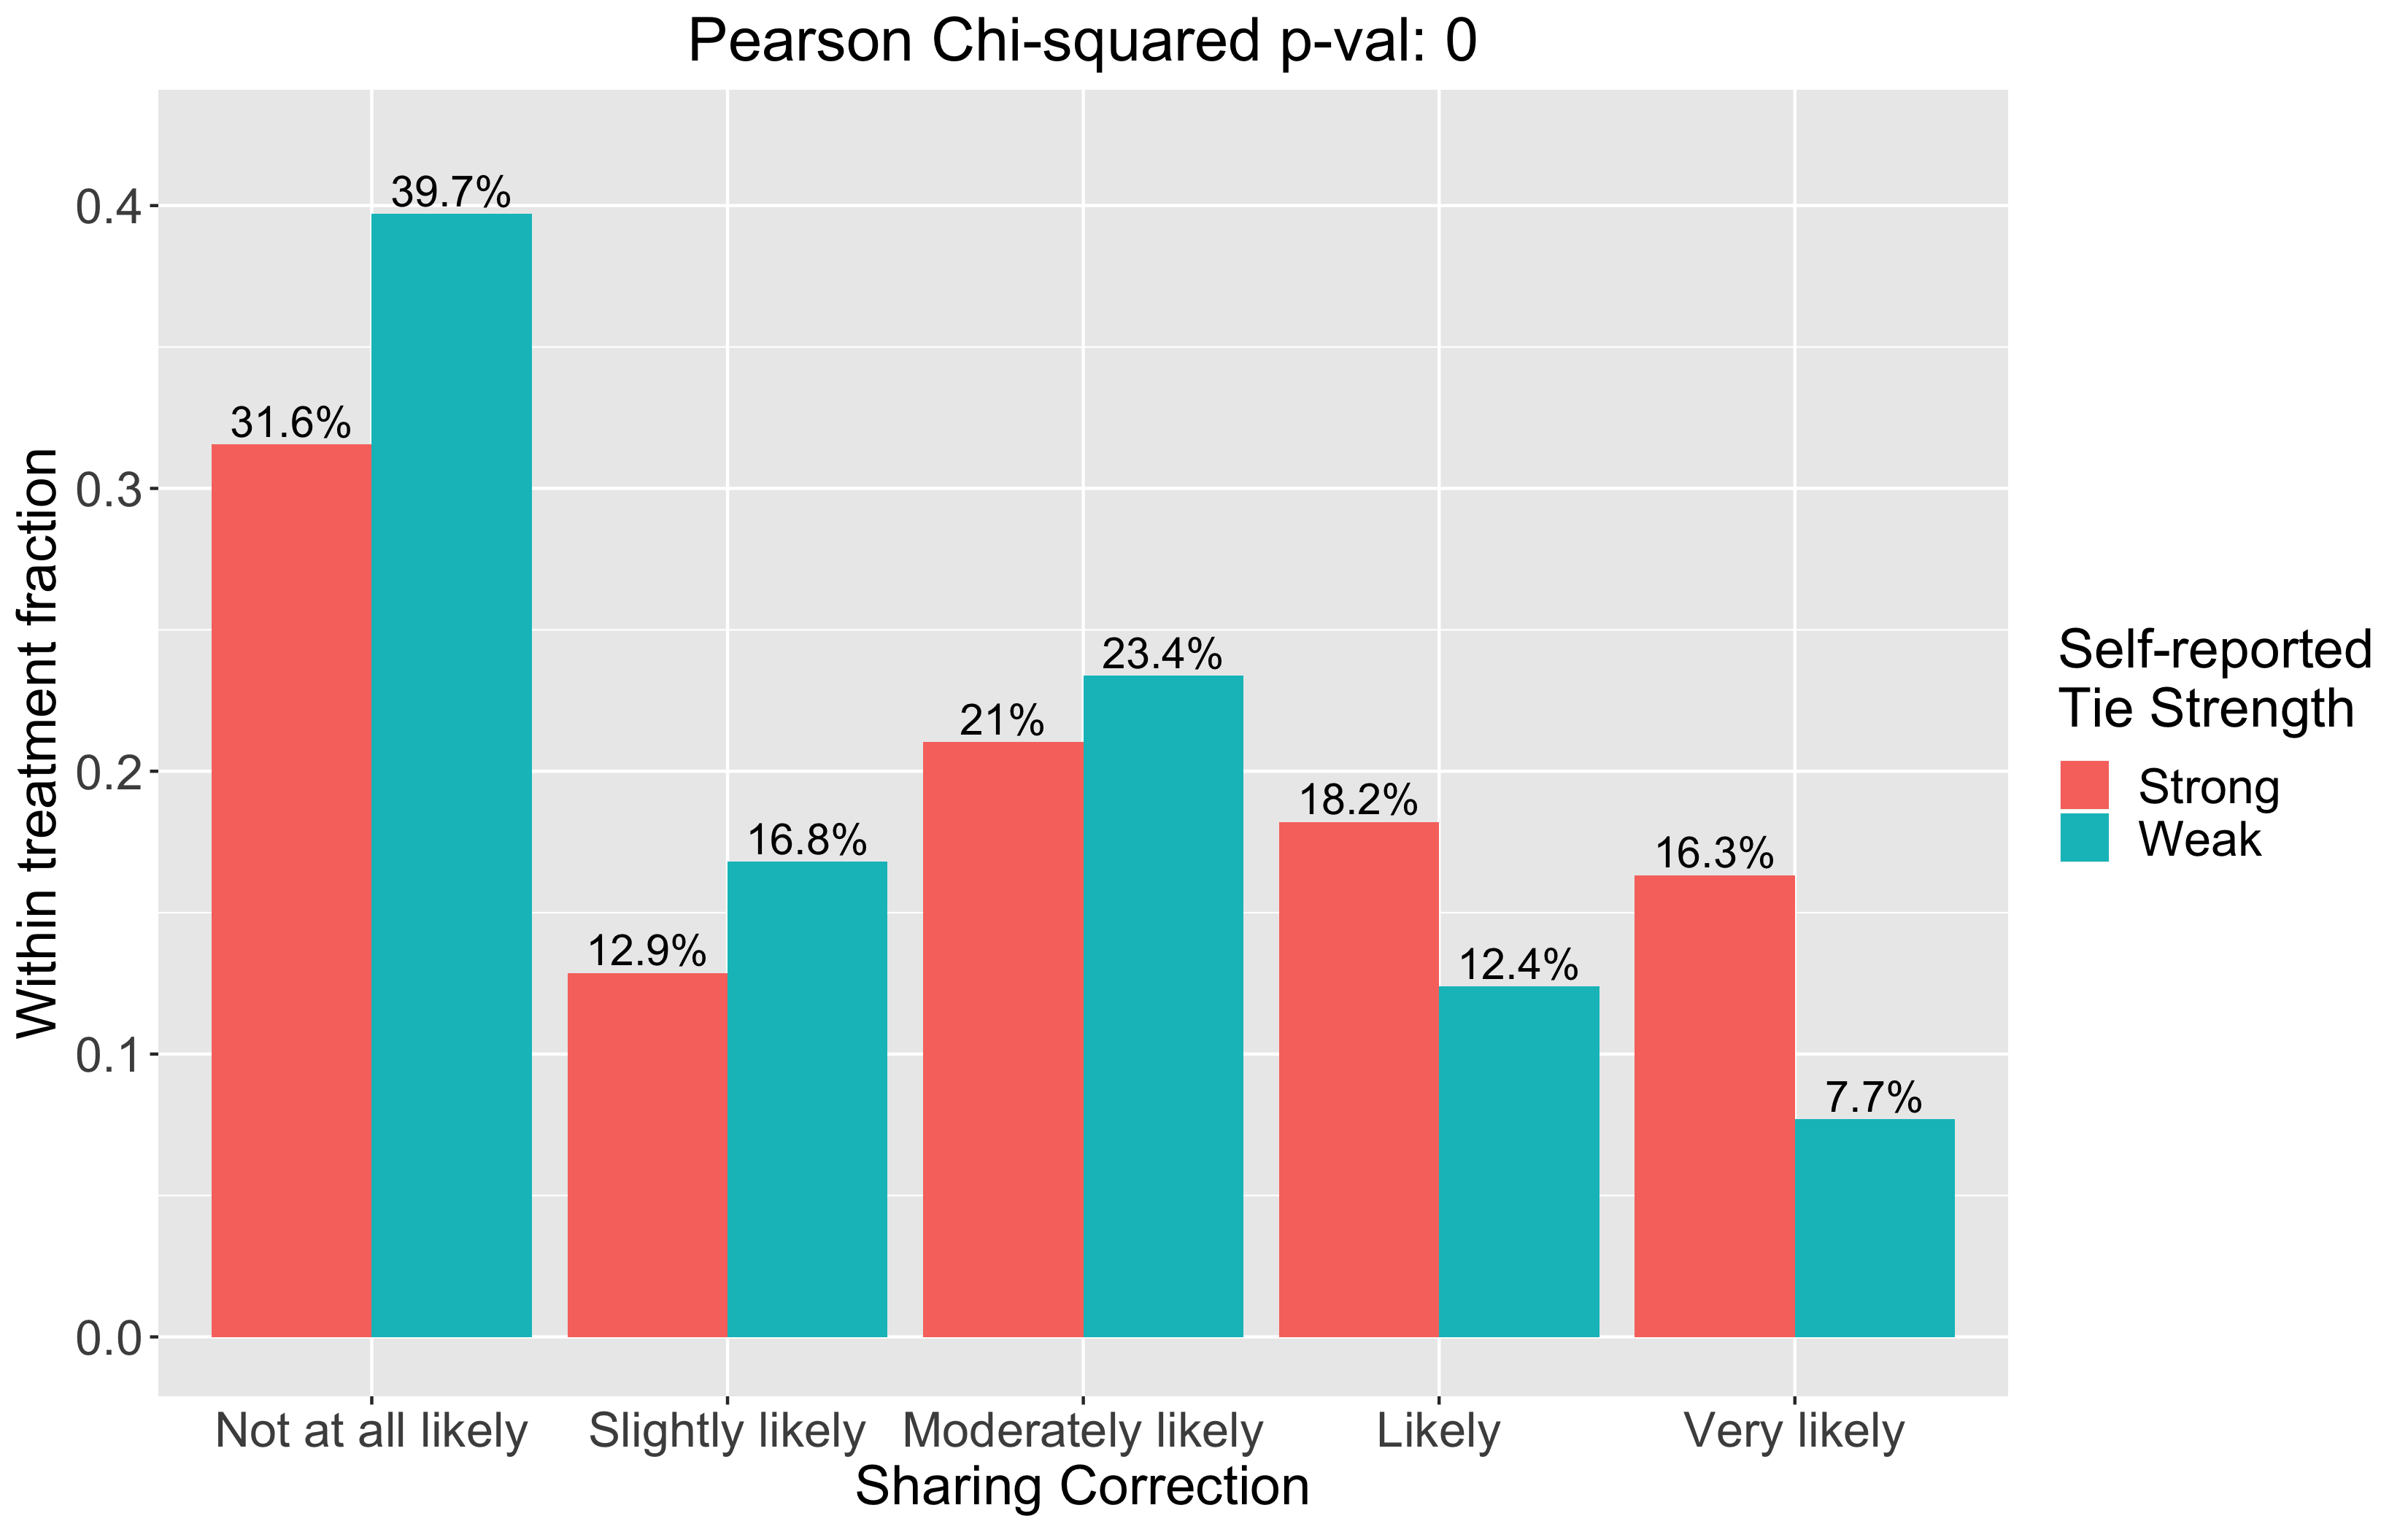 Pearson Chi-squared p-val: 0
Within treatment fraction
0.4
0.3
0.2
0.1
0.0
31.6%
39.7%
12.9%
16.8%
21%
23.4%
18.2%
12.4%
16.3%
7.7%
Not at all likely
Slightly likely
Moderately likely
Likely
Very likely
Sharing Correction
Self-reported
Tie Strength
Strong
Weak